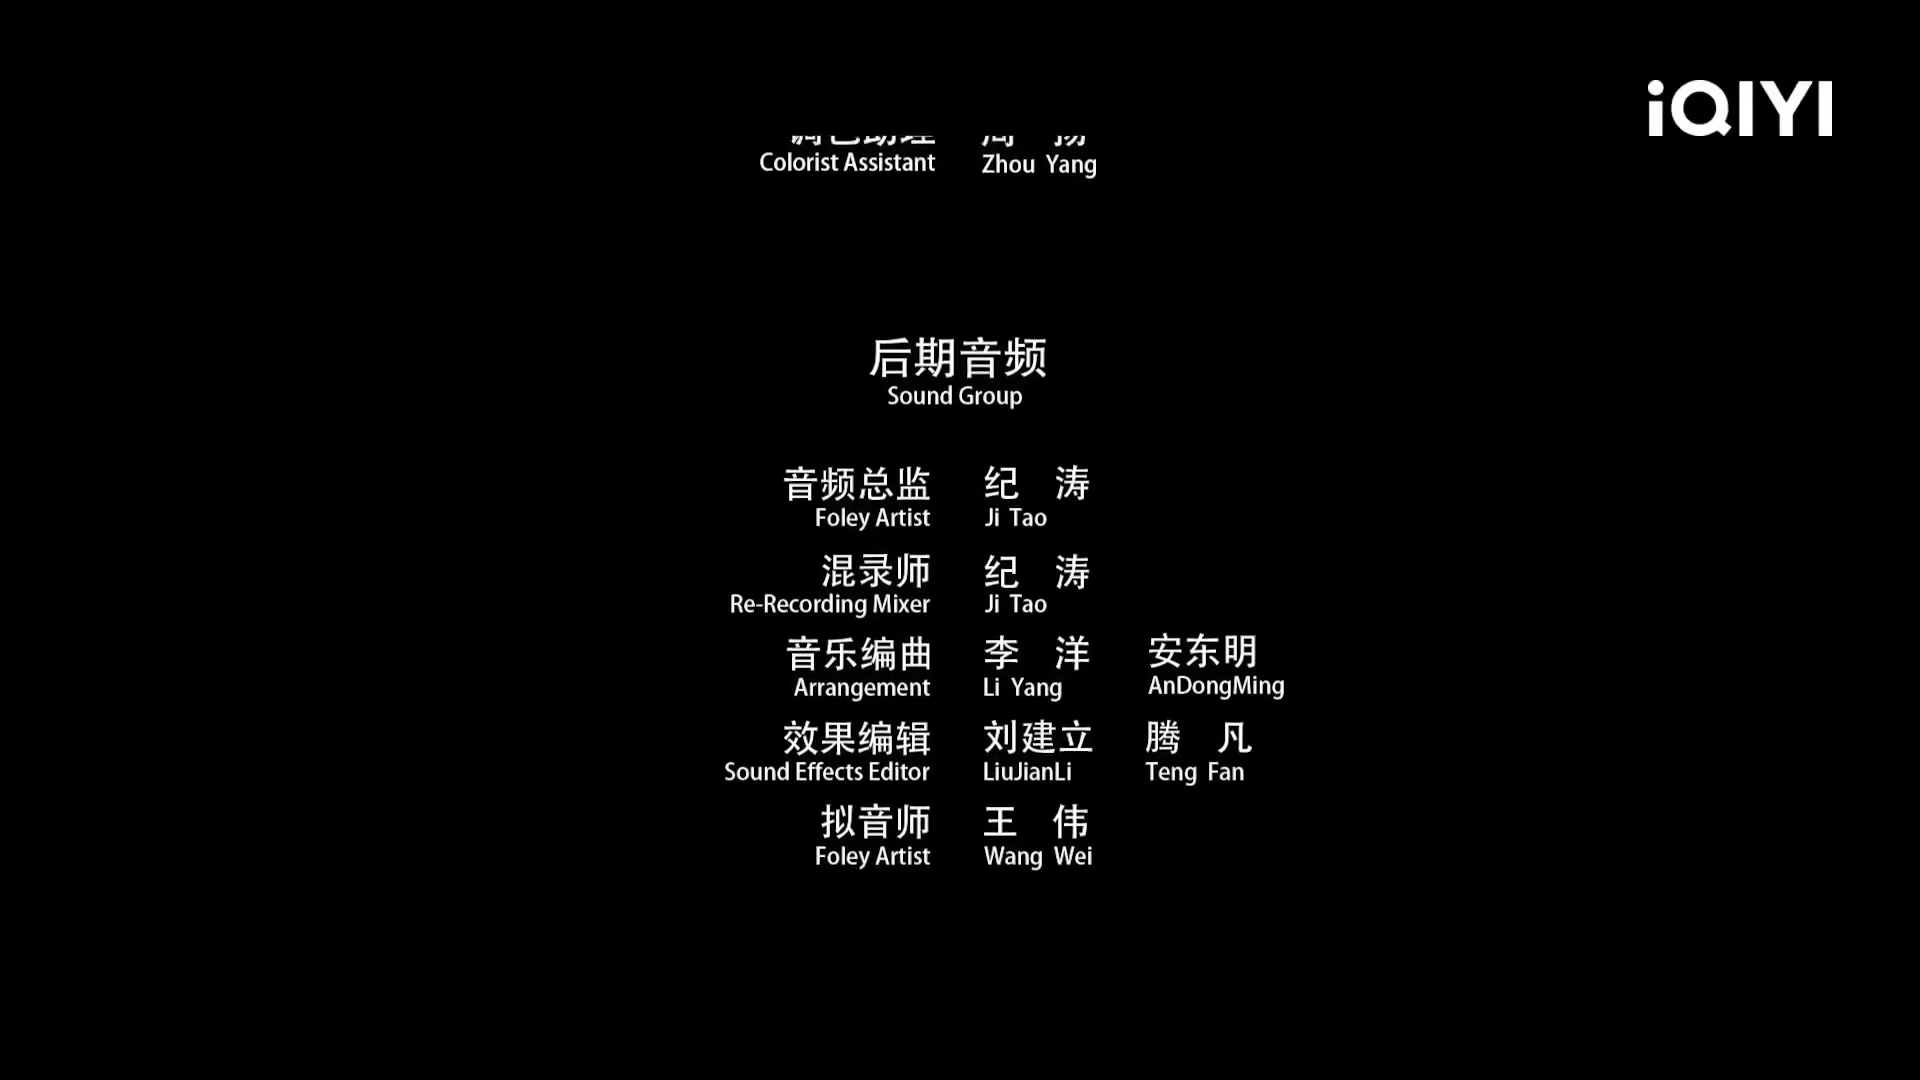 iQIYI
Colorist Assistant Zhou Yang
后期音频
Sound Group
音频总监 纪 涛
Foley Artist Ji Tao
混录师 纪 涛
Re-Recording Mixer Ji Tao
音乐编曲 李 洋 安东明
Arrangement Li Yang AnDongMing
效果编辑 刘建立 腾 凡
Sound Effects Editor LiuJianLi Teng Fan
拟音师 王 伟
Foley Artist Wang Wei